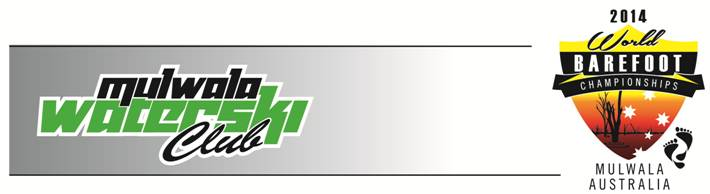 mulwala
waterski
Club
2014
World
BAREFOOT
CHAMPIONSHIPS
MULWALA
AUSTRALIA